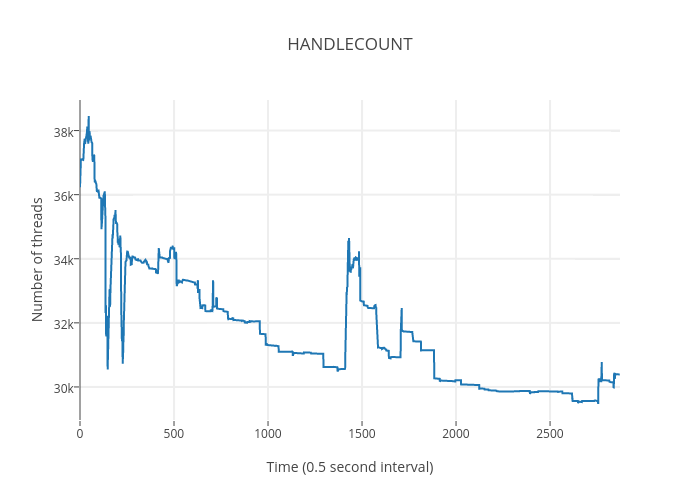 HANDLECOUNT
Number of threads
38k
36k
34k
32k
30k
0
500
1000
1500
2000
2500
Time (0.5 second interval)